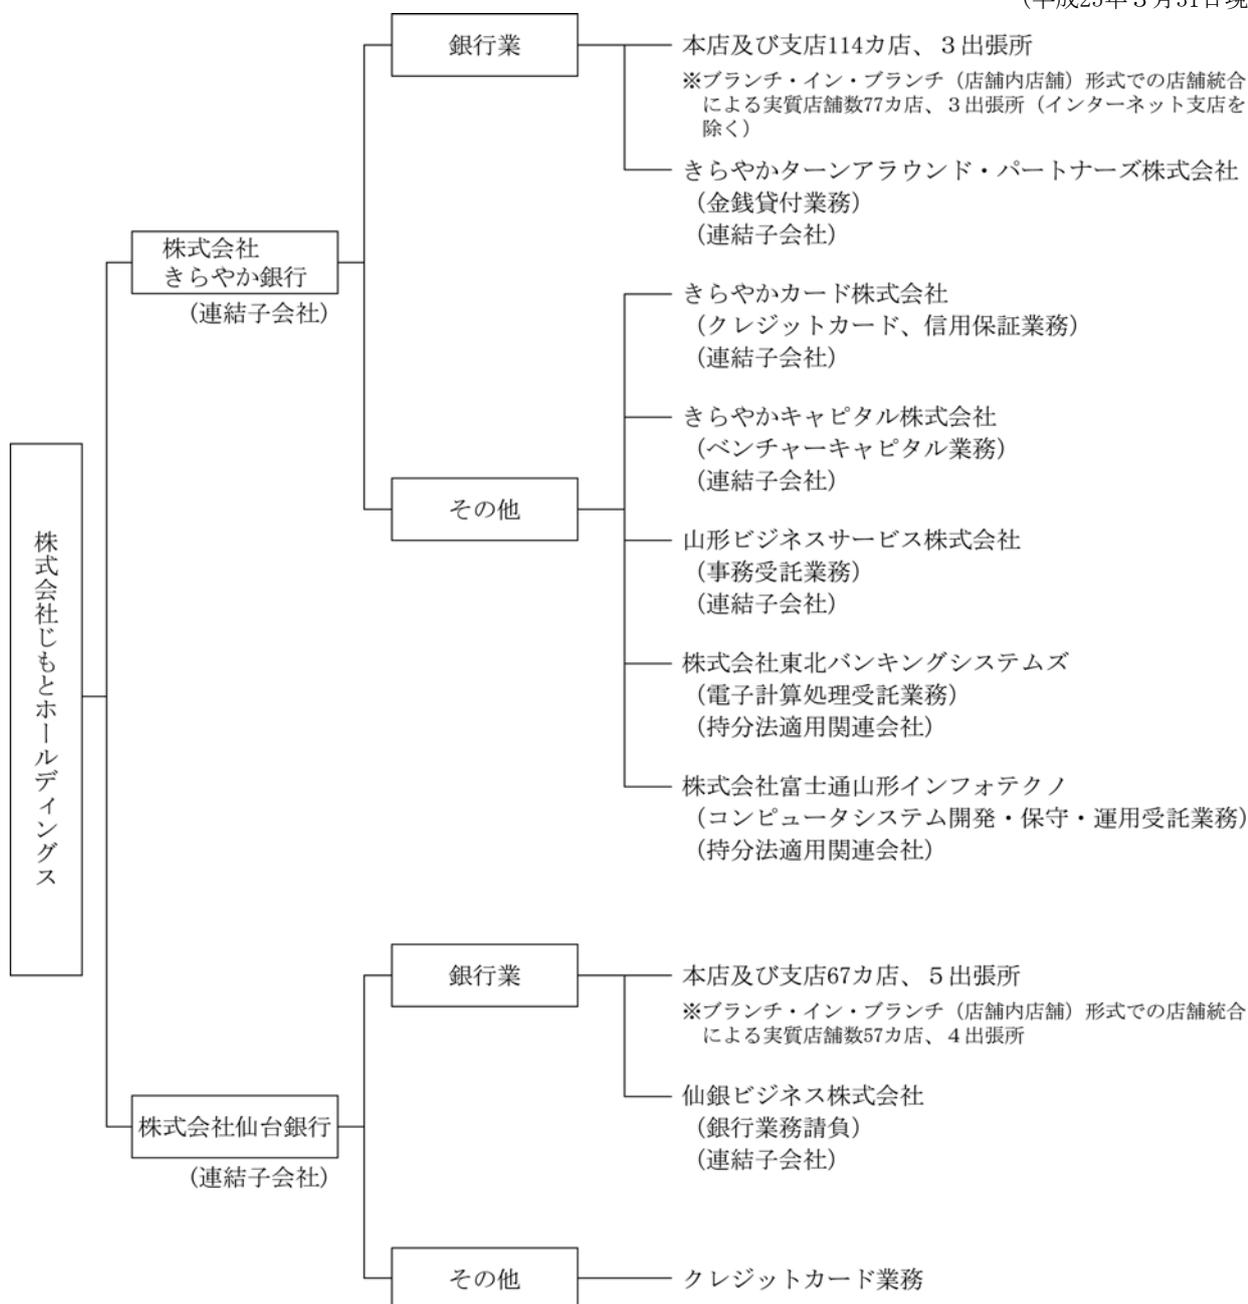 (平成25年３月31日現
銀行業
本店及び支店114カ店、３出張所
※ブランチ・イン・ブランチ（店舗内店舗）形式での店舗統合
による実質店舗数77カ店、３出張所（インターネット支店を
除く）
きらやかターンアラウンド・パートナーズ株式会社
（金銭貸付業務）
（連結子会社）
株式会社
きらやか銀行
（連結子会社）
きらやかカード株式会社
（クレジットカード、信用保証業務）
（連結子会社）
きらやかキャピタル株式会社
（ベンチャーキャピタル業務）
（連結子会社）
その他
山形ビジネスサービス株式会社
（事務受託業務）
（連結子会社）
株式会社東北バンキングシステムズ
（電子計算処理受託業務）
（持分法適用関連会社）
株式会社富士通山形インフォテクノ
（コンピュータシステム開発・保守・運用受託業務）
（持分法適用関連会社）
株式会社じもとホールディングス
銀行業
本店及び支店67カ店、５出張所
※ブランチ・イン・ブランチ（店舗内店舗）形式での店舗統合
による実質店舗数57カ店、４出張所
仙銀ビジネス株式会社
（銀行業務請負）
（連結子会社）
株式会社仙台銀行
（連結子会社）
その他
クレジットカード業務